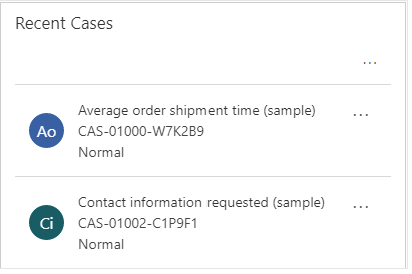 Recent Cases
...
Ao
Average order shipment time (sample)
...
CAS-01000-W7K2B9
Normal
Ci
Contact information requested (sample)
...
CAS-01002-C1P9F1
Normal